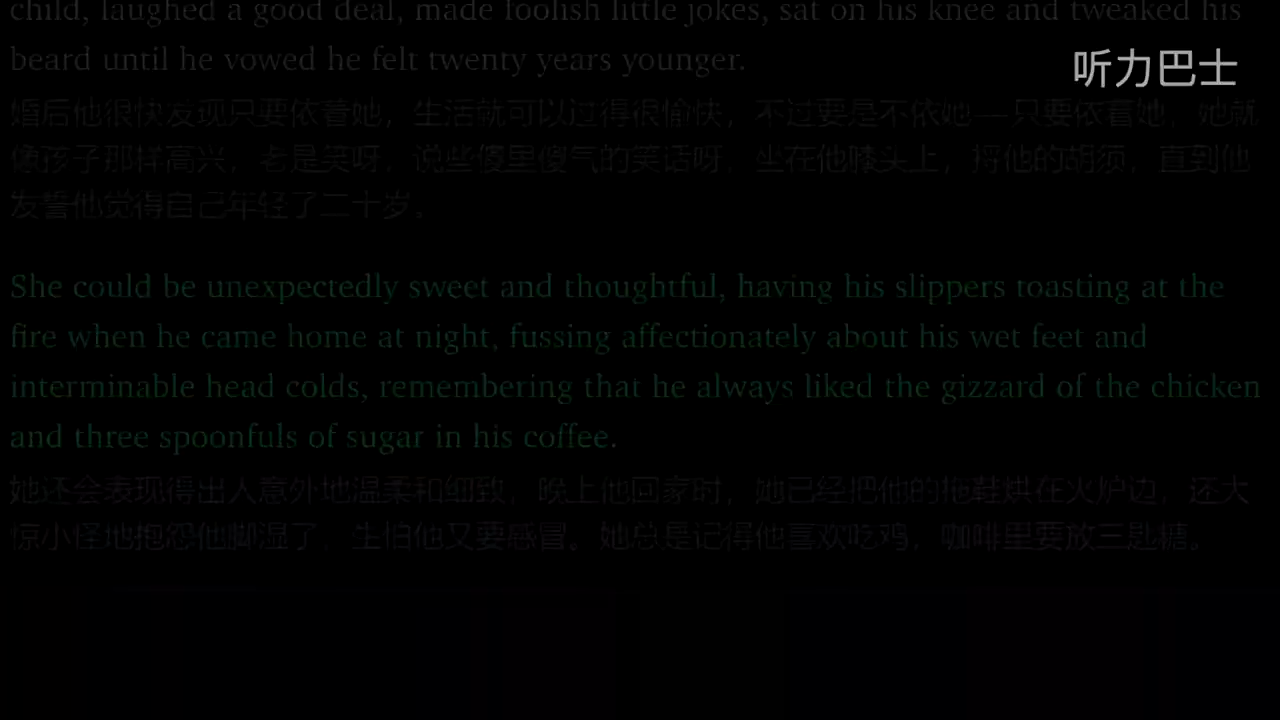 child, laughed a good deal, made foolish little jokes, sat on his knee and tweaked his
beard until he vowed he felt twenty years younger.
听力巴士
婚后他很快发现只要依着她，生活就可以过得很愉快，不过要是不依她—只要依着她，她就
像孩子那样高兴，老是笑呀，说些傻里傻气的笑话呀，坐在他膝头上，捋他的胡须，直到他
发誓他觉得自己年轻了二十岁。
She could be unexpectedly sweet and thoughtful, having his slippers toasting at the
fire when he came home at night, fussing affectionately about his wet feet and
interminable head colds, remembering that he always liked the gizzard of the chicken
and three spoonfuls of sugar in his coffee.
她还会表现得出人意外地温柔和细致，晚上他回家时，她已经把他的拖鞋烘在火炉边，还大
惊小怪地抱怨他脚湿了，生怕他又要感冒。她总是记得他喜欢吃鸡，咖啡里要放三匙糖。